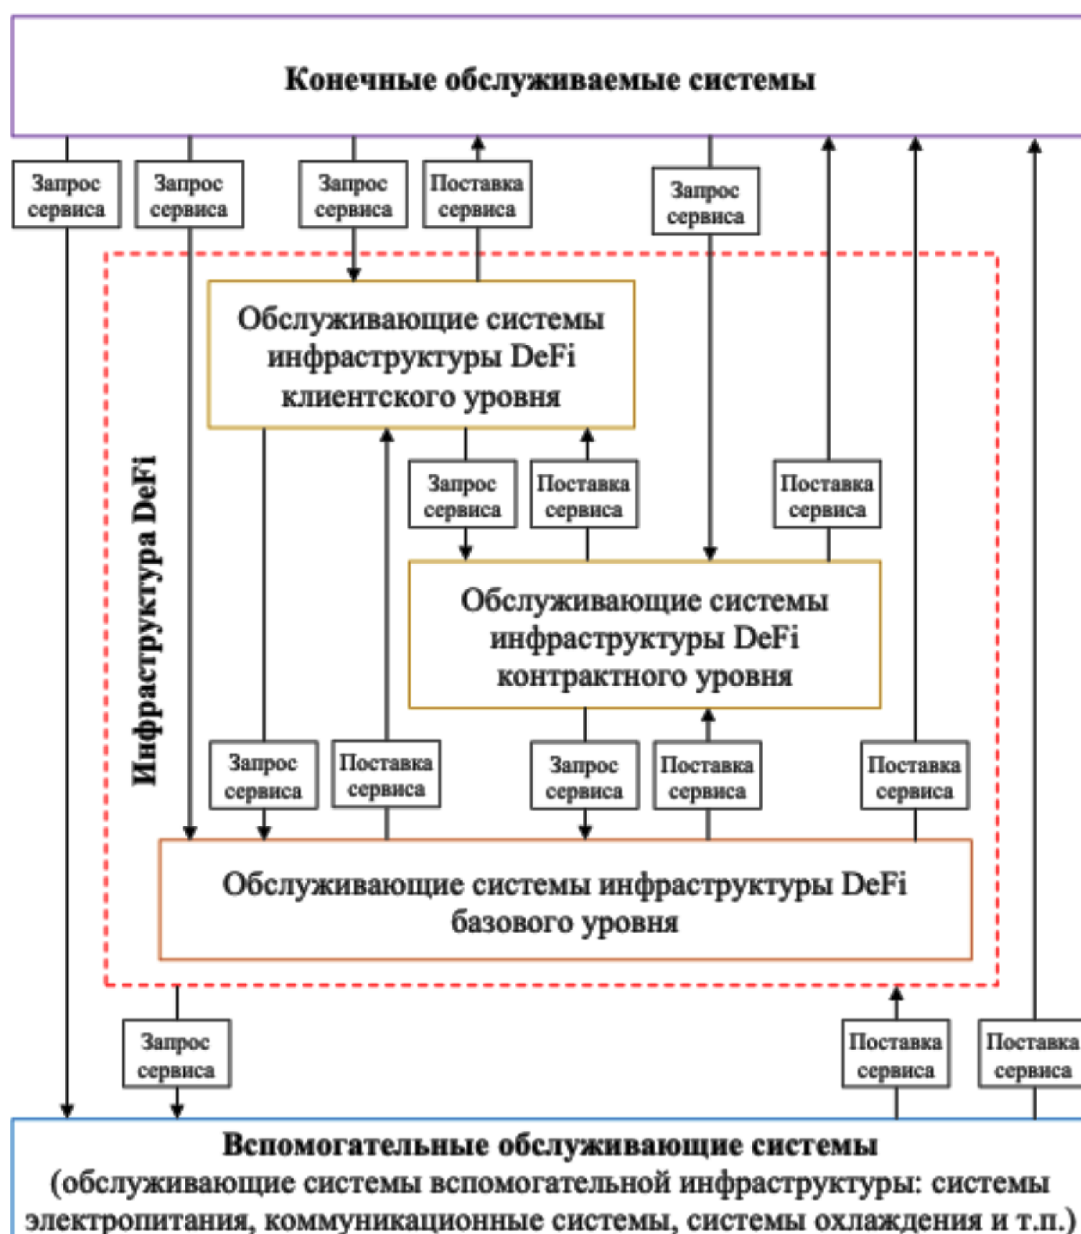 Конечные обслуживаемые системы
Запрос
сервиса
Запрос
сервиса
Запрос
сервиса
Поставка
сервиса
Запрос
сервиса
Обслуживающие системы
инфраструктуры DeFi
клиентского уровня
Инфраструктура DeFi
Запрос
сервиса
Поставка
сервиса
Поставка
сервиса
Обслуживающие системы
инфраструктуры DeFi
контрактного уровня
Запрос
сервиса
Поставка
сервиса
Запрос
сервиса
Поставка
сервиса
Поставка
сервиса
Обслуживающие системы инфраструктуры DeFi
базового уровня
Запрос
сервиса
Поставка
сервиса
Поставка
сервиса
Вспомогательные обслуживающие системы
(обслуживающие системы вспомогательной инфраструктуры: системы
электропитания, коммуникационные системы, системы охлаждения и т.п.)